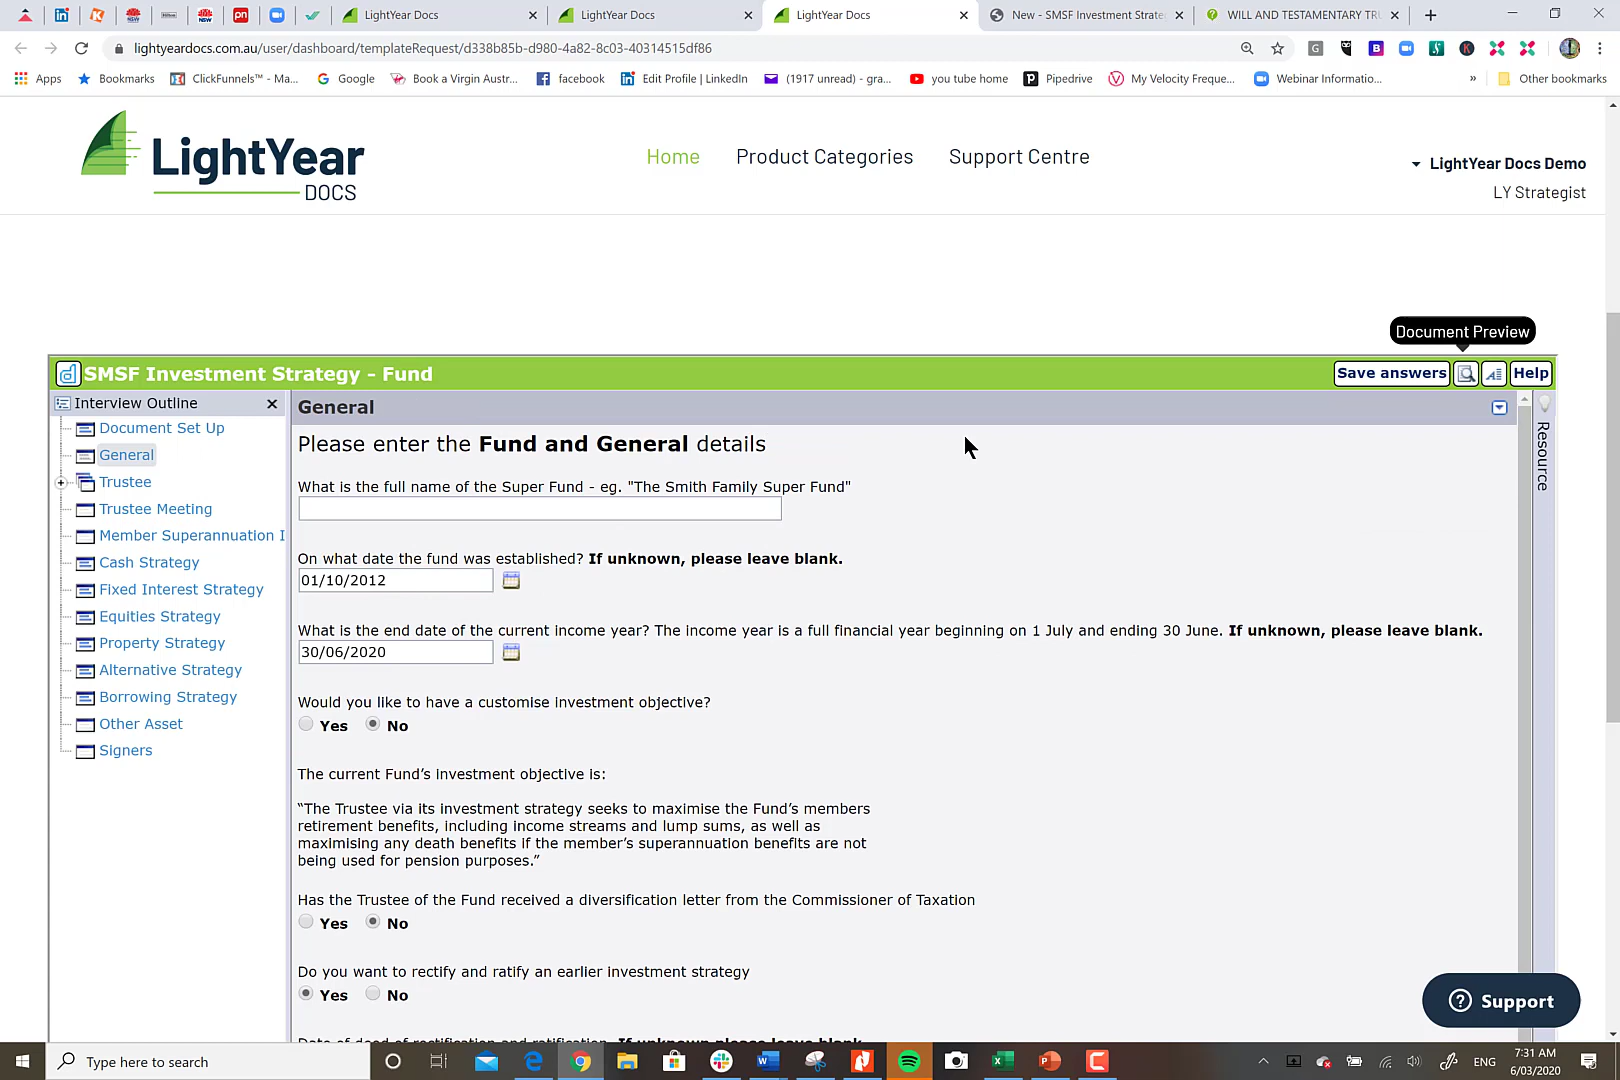 LightYear Docs
LightYear Docs
LightYear Docs
New - SMSF Investment Strate
WILL AND TESTAMENTARY TRU
lightyeardocs.com.au/user/dashboard/templateRequest/d338b85b-d980-4a82-8c03-40314515df86
Apps
Bookmarks
ClickFunnels™ - Ma...
Google
Book a Virgin Austr...
facebook
Edit Profile | LinkedIn
(1917 unread) - gra...
you tube home
Pipedrive
My Velocity Freque...
Webinar Informatio...
»
Other bookmarks
LightYear
DOCS
Home
Product Categories
Support Centre
LightYear Docs Demo
LY Strategist
Document Preview
SMSF Investment Strategy - Fund
Save answers
Help
Interview Outline
Document Set Up
General
Trustee
Trustee Meeting
Member Superannuation I
Cash Strategy
Fixed Interest Strategy
Equities Strategy
Property Strategy
Alternative Strategy
Borrowing Strategy
Other Asset
Signers
General
Please enter the Fund and General details
What is the full name of the Super Fund - eg. "The Smith Family Super Fund"
On what date the fund was established? If unknown, please leave blank.
01/10/2012
What is the end date of the current income year? The income year is a full financial year beginning on 1 July and ending 30 June. If unknown, please leave blank.
30/06/2020
Would you like to have a customise investment objective?
Yes No
The current Fund’s investment objective is:
“The Trustee via its investment strategy seeks to maximise the Fund’s members
retirement benefits, including income streams and lump sums, as well as
maximising any death benefits if the member’s superannuation benefits are not
being used for pension purposes.”
Has the Trustee of the Fund received a diversification letter from the Commissioner of Taxation
Yes No
Do you want to rectify and ratify an earlier investment strategy
Yes No
Resource
Support
Type here to search
ENG
7:31 AM
6/03/2020